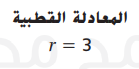 المعادلة القطبية
r = 3